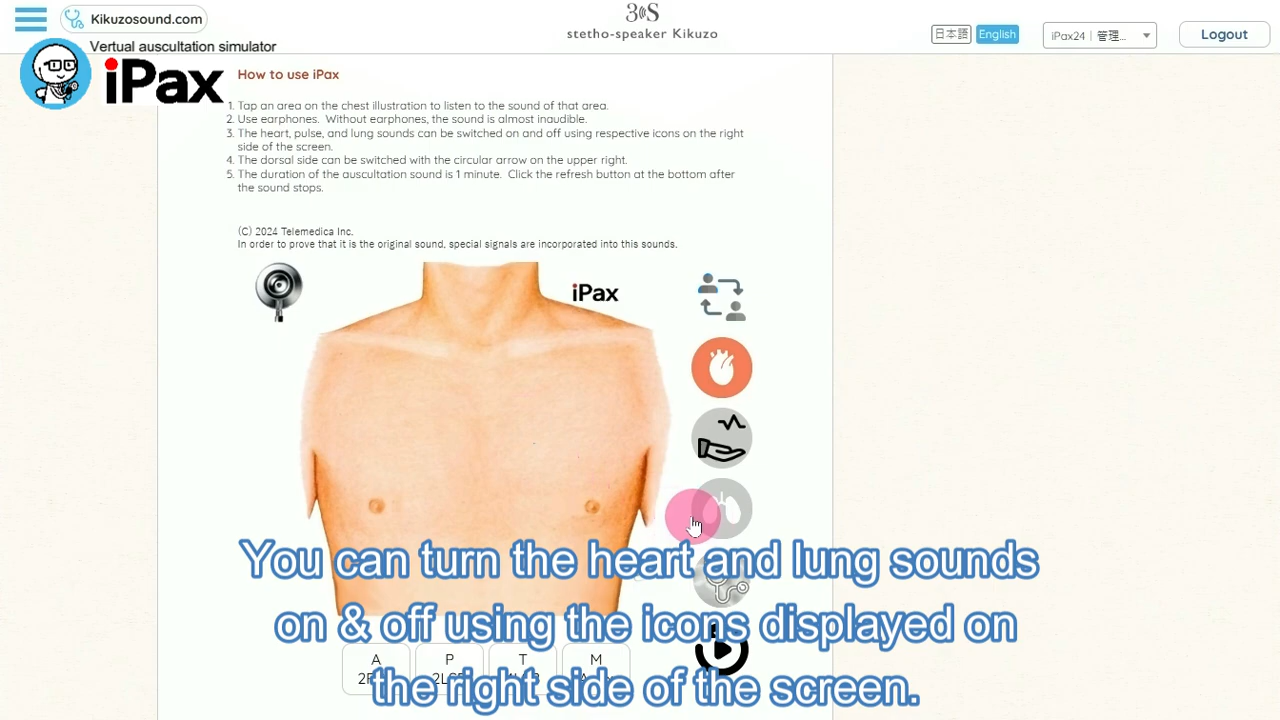 Kikuzosound.com
3 S
stetho-speaker Kikuzo
日本語
English
iPax24｜管理...
Logout
Vertual auscultation simulator
iPax
How to use iPax
1. Tap an area on the chest illustration to listen to the sound of that area.
2. Use earphones. Without earphones, the sound is almost inaudible.
3. The heart, pulse, and lung sounds can be switched on and off using respective icons on the right
side of the screen.
4. The dorsal side can be switched with the circular arrow on the upper right.
5. The duration of the auscultation sound is 1 minute. Click the refresh button at the bottom after
the sound stops.
(C) 2024 Telemedica Inc.
In order to prove that it is the original sound, special signals are incorporated into this sounds.
iPax
You can turn the heart and lung sounds
on & off using the icons displayed on
the right side of the screen.
A
P
T
M